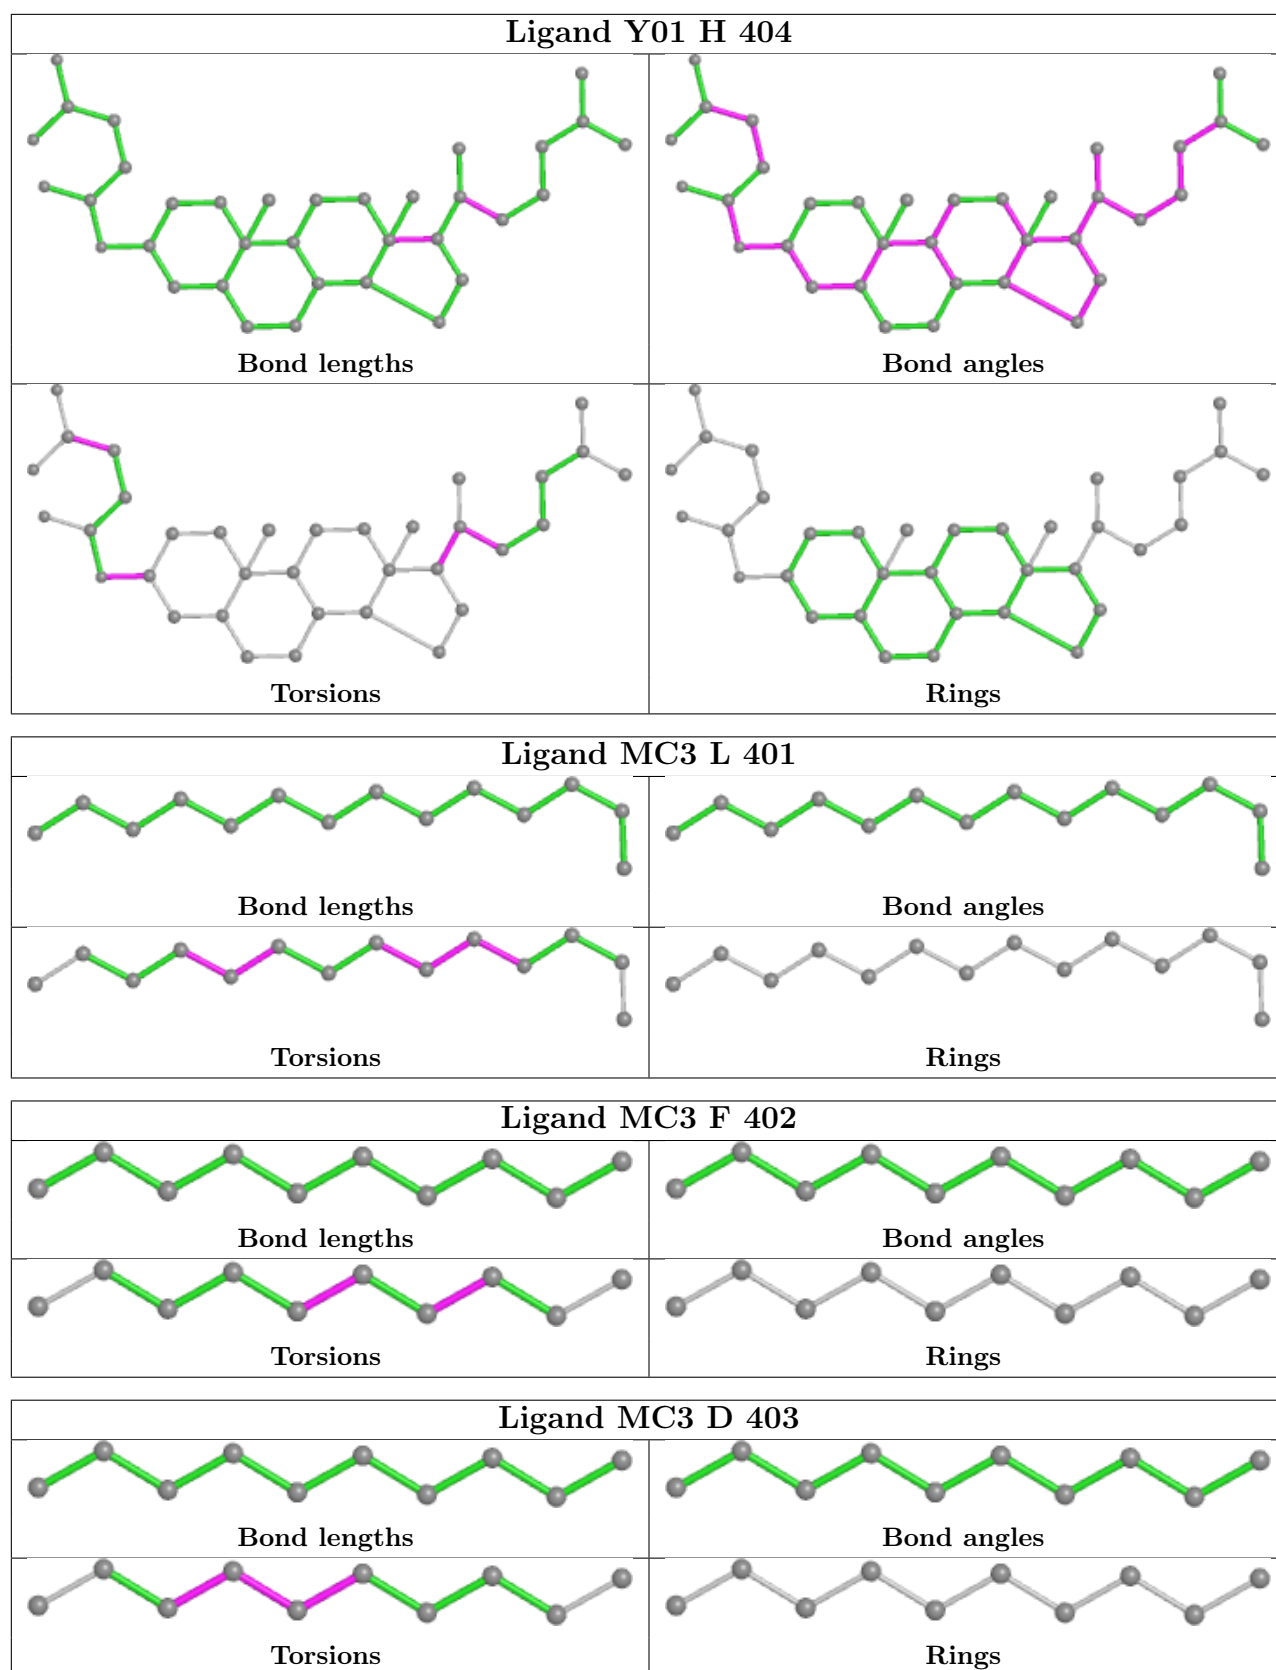 Ligand Y01 H 404
Bond lengths
Bond angles
Torsions
Rings
Ligand MC3 L 401
Bond lengths
Bond angles
Torsions
Rings
Ligand MC3 F 402
Bond lengths
Bond angles
Torsions
Rings
Ligand MC3 D 403
Bond lengths
Bond angles
Torsions
Rings